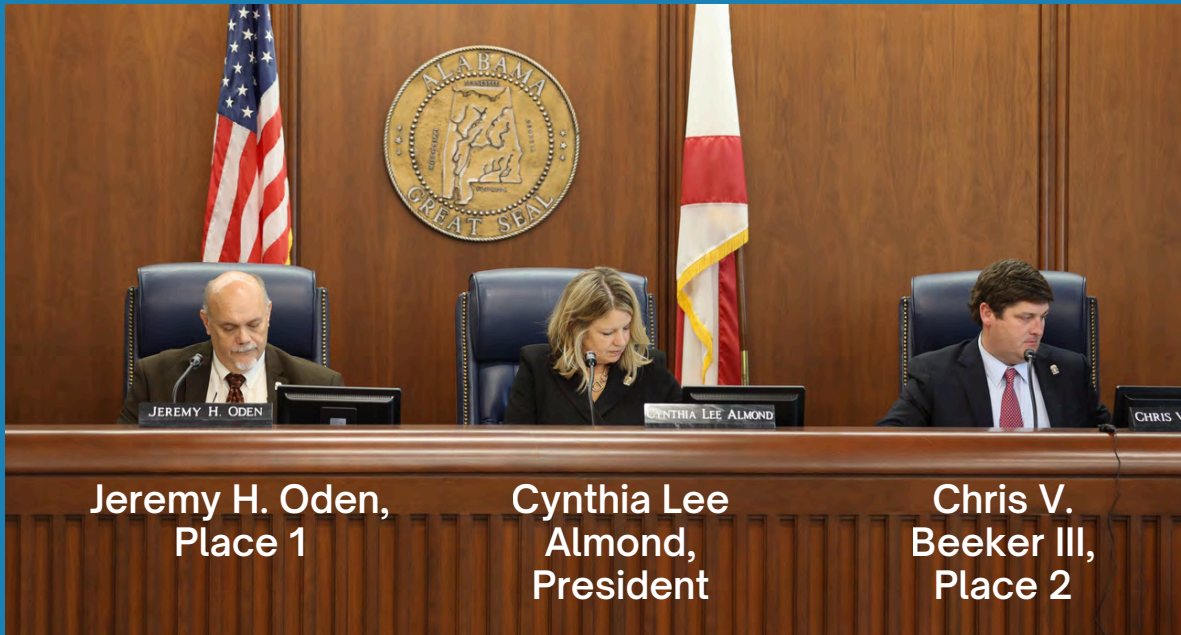 ALABAMA
GREAT SEAL
JEREMY H. ODEN
CYNTHIA LEE ALMOND
CHRIS V
Jeremy H. Oden,
Place 1
Cynthia Lee
Almond,
President
Chris V.
Beeker III,
Place 2